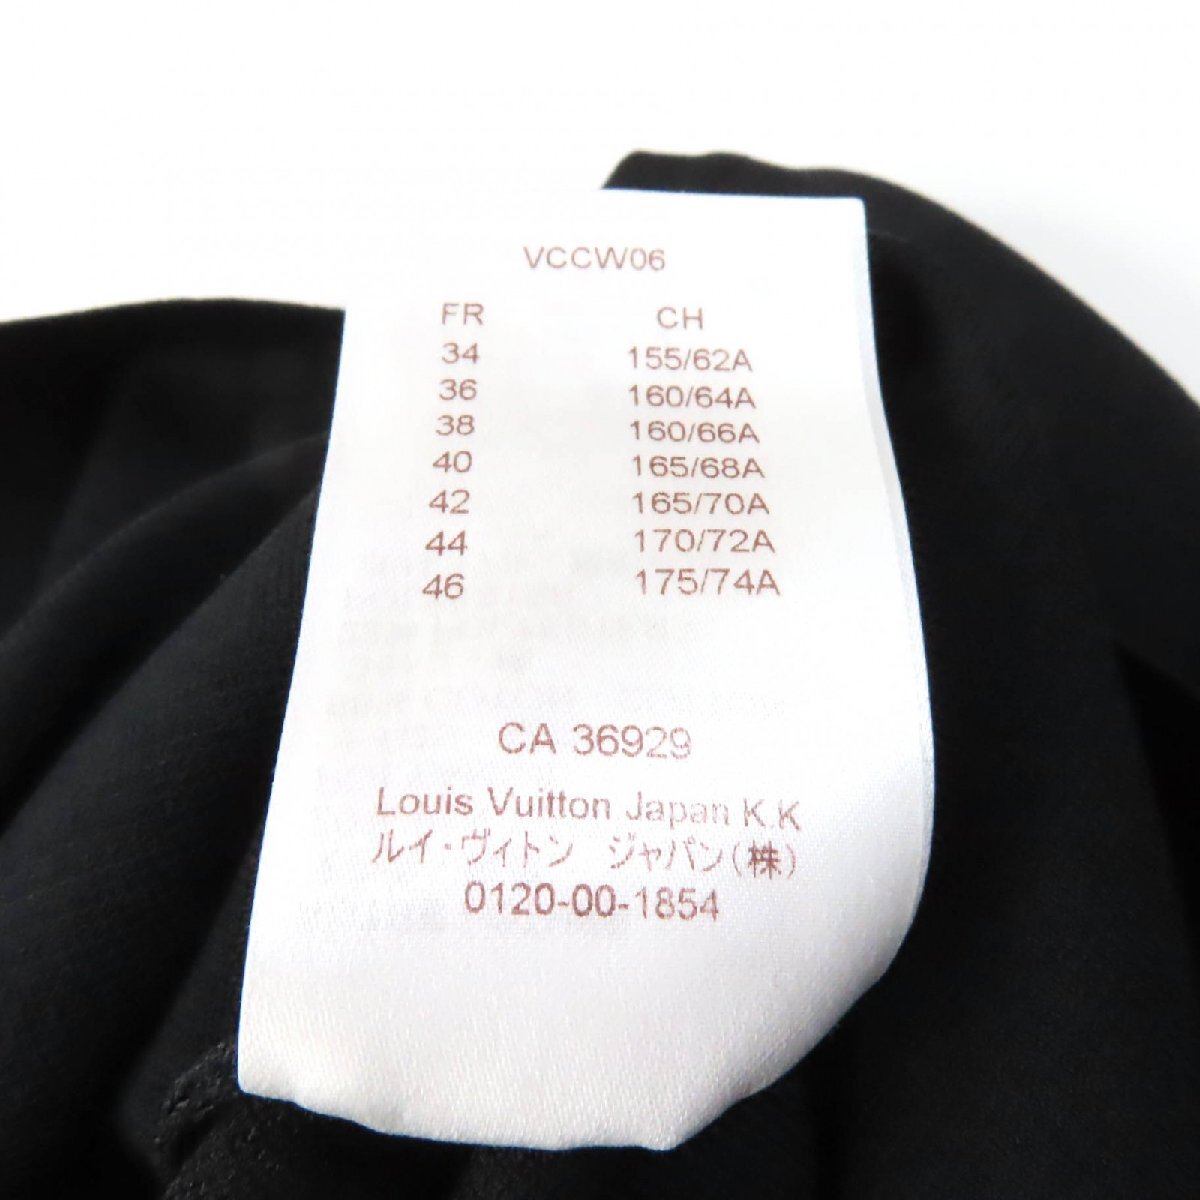 VCCW06
FR CH
34 155/62A
36 160/64A
38 160/66A
40 165/68A
42 165/70A
44 170/72A
46 175/74A
CA 36929
Louis Vuitton Japan K.K
ルイ・ヴィトン ジャパン(株)
0120-00-1854